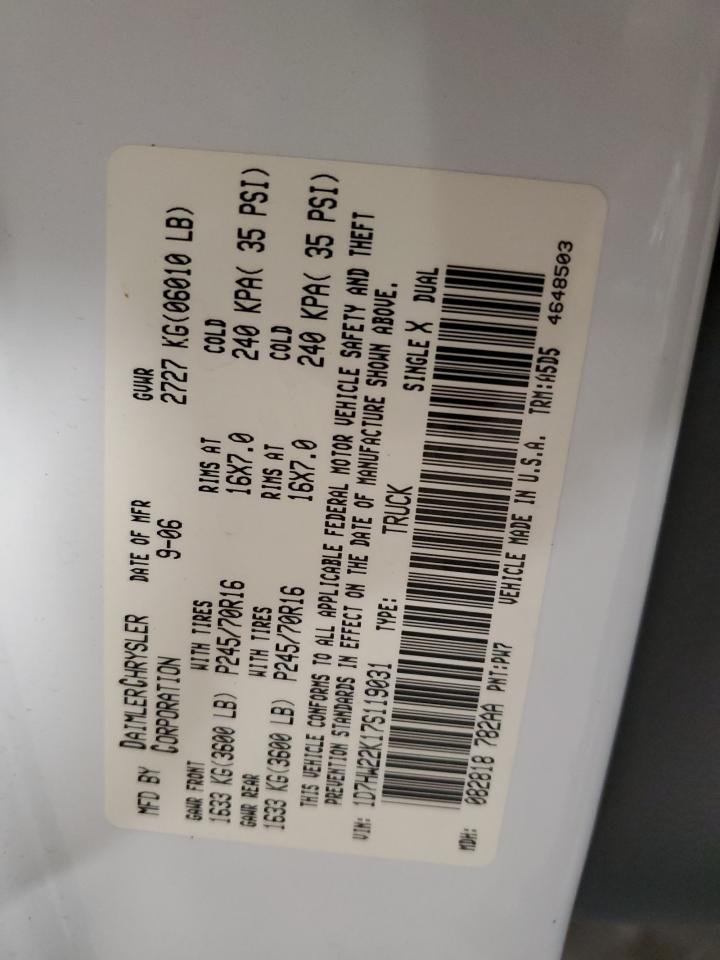 MFD BY DAIMLERCHRYSLER CORPORATION DATE OF MFR 9-06 GVWR 2727 KG(06010 LB)
GAWR FRONT WITH TIRES RIMS AT COLD
1633 KG(3600 LB) P245/70R16 16X7.0 240 KPA( 35 PSI)
GAWR REAR WITH TIRES RIMS AT COLD
1633 KG(3600 LB) P245/70R16 16X7.0 240 KPA( 35 PSI)
THIS VEHICLE CONFORMS TO ALL APPLICABLE FEDERAL MOTOR VEHICLE SAFETY AND THEFT
PREVENTION STANDARDS IN EFFECT ON THE DATE OF MANUFACTURE SHOWN ABOVE.
VIN: 1D7HW22K17S119031 TYPE: TRUCK SINGLE X DUAL
MDH: 082818 782AA PNT:PW7 VEHICLE MADE IN U.S.A. TRM:A5D5 4648503